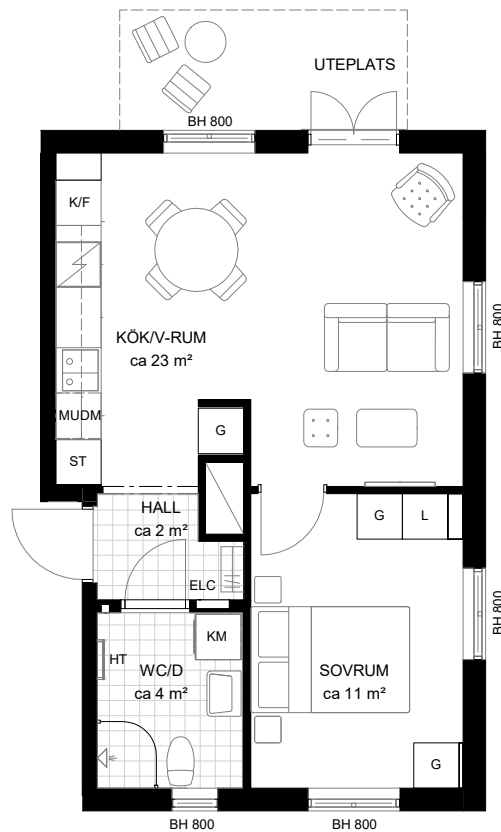 UTEPLATS
BH 800
K/F
BH 800
KÖK/V-RUM
ca 23 m²
MUDM
G
ST
HALL
ca 2 m²
G
L
ELC
BH 800
KM
HT
WC/D
ca 4 m²
SOVRUM
ca 11 m²
G
BH 800
BH 800